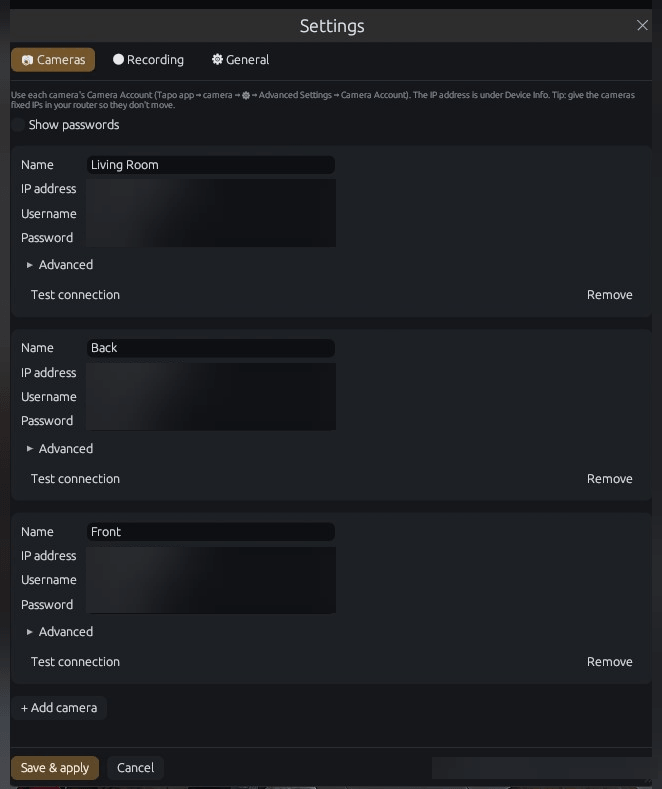 Settings
Cameras Recording General
Use each camera's Camera Account (Tapo app → camera → ⚙ → Advanced Settings → Camera Account). The IP address is under Device Info. Tip: give the cameras
fixed IPs in your router so they don't move.
Show passwords
Name Living Room
IP address
Username
Password
▸ Advanced
Test connection Remove
Name Back
IP address
Username
Password
▸ Advanced
Test connection Remove
Name Front
IP address
Username
Password
▸ Advanced
Test connection Remove
+ Add camera
Save & apply Cancel